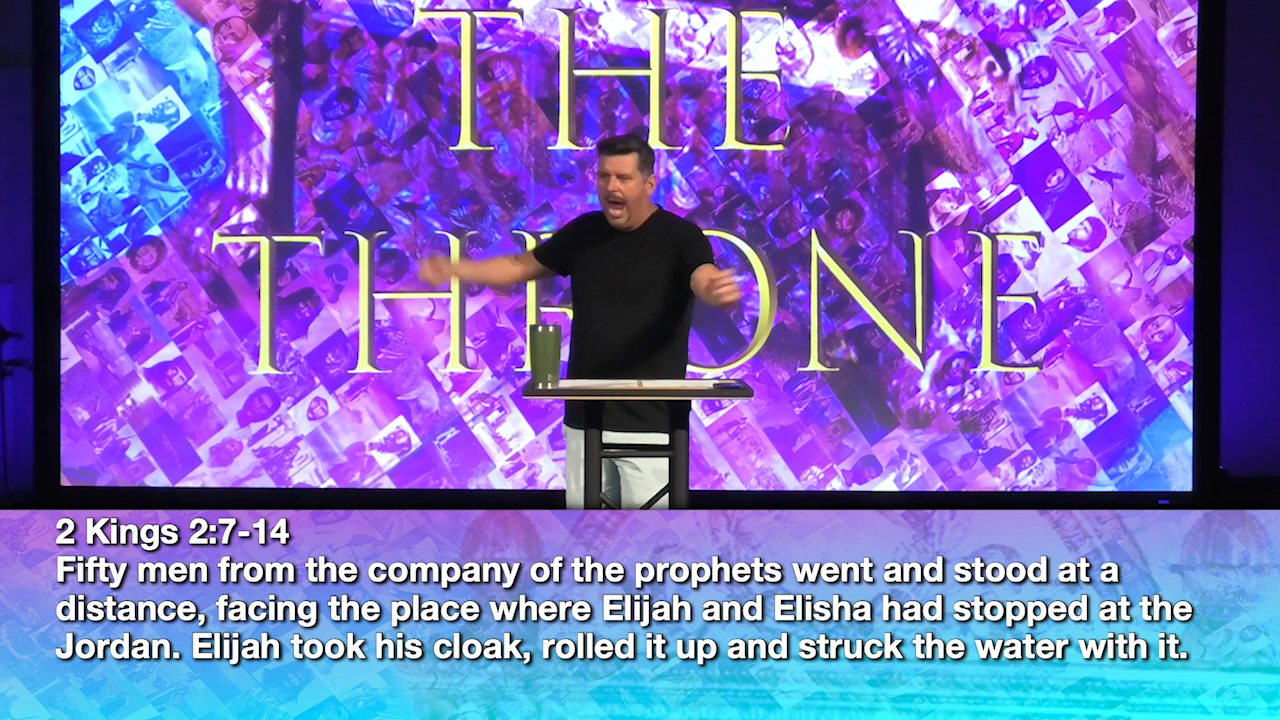 THE
THE ONE
2 Kings 2:7-14
Fifty men from the company of the prophets went and stood at a
distance, facing the place where Elijah and Elisha had stopped at the
Jordan. Elijah took his cloak, rolled it up and struck the water with it.